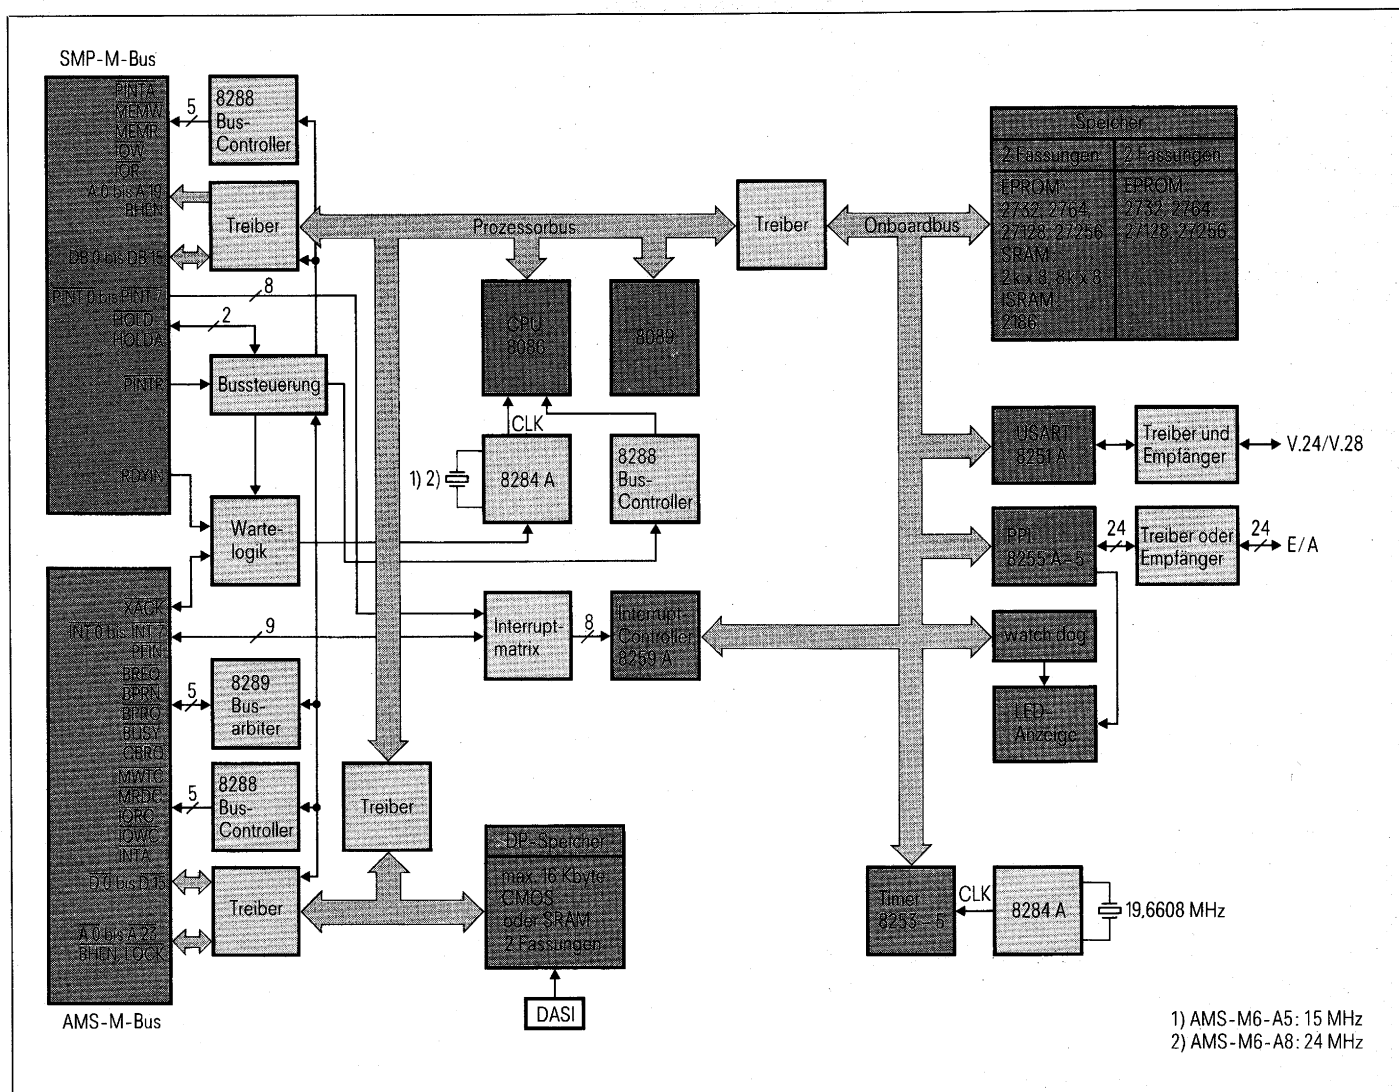 SMP-M-Bus
PINTA
MEMW
MEMR
IOW
IOR
A 0 bis A 19
BHEN
DB 0 bis DB 15
PINT 0 bis PINT 7
HOLD
HOLDA
PINTR
RDYIN
5
8288
Bus-
Controller
Treiber
8
2
Bussteuerung
Warte-
logik
XACK
INT 0 bis INT 7
PFIN
BREQ
BPRN
BPRO
BUSY
CBRQ
MWTC
MRDC
IORC
IOWC
INTA
D 0 bis D 15
BHEN, LOCK
AMS-M-Bus
9
5
8289
Bus-
arbiter
5
8288
Bus-
Controller
Treiber
Prozessorbus
CPU
8086
8089
CLK
1) 2)
8284 A
8288
Bus-
Controller
Interrupt-
matrix
8
Interrupt-
Controller
8259 A
Treiber
DP-Speicher
max. 16 Kbyte
CMOS
oder SRAM
2 Fassungen
DASI
Treiber
Onboardbus
Speicher
2 Fassungen
EPROM
2732, 2764,
27128, 27256
SRAM
2 k x 8, 8 k x 8
ISRAM
2186
2 Fassungen
EPROM
2732, 2764,
27128, 27256
USART
8251 A
Treiber und
Empfänger
V.24/V.28
PPI
8255 A – 5
24
Treiber oder
Empfänger
24
E/A
watch dog
LED-
Anzeige
Timer
8253 – 5
CLK
8284 A
19,6608 MHz
1) AMS-M6-A5: 15 MHz
2) AMS-M6-A8: 24 MHz